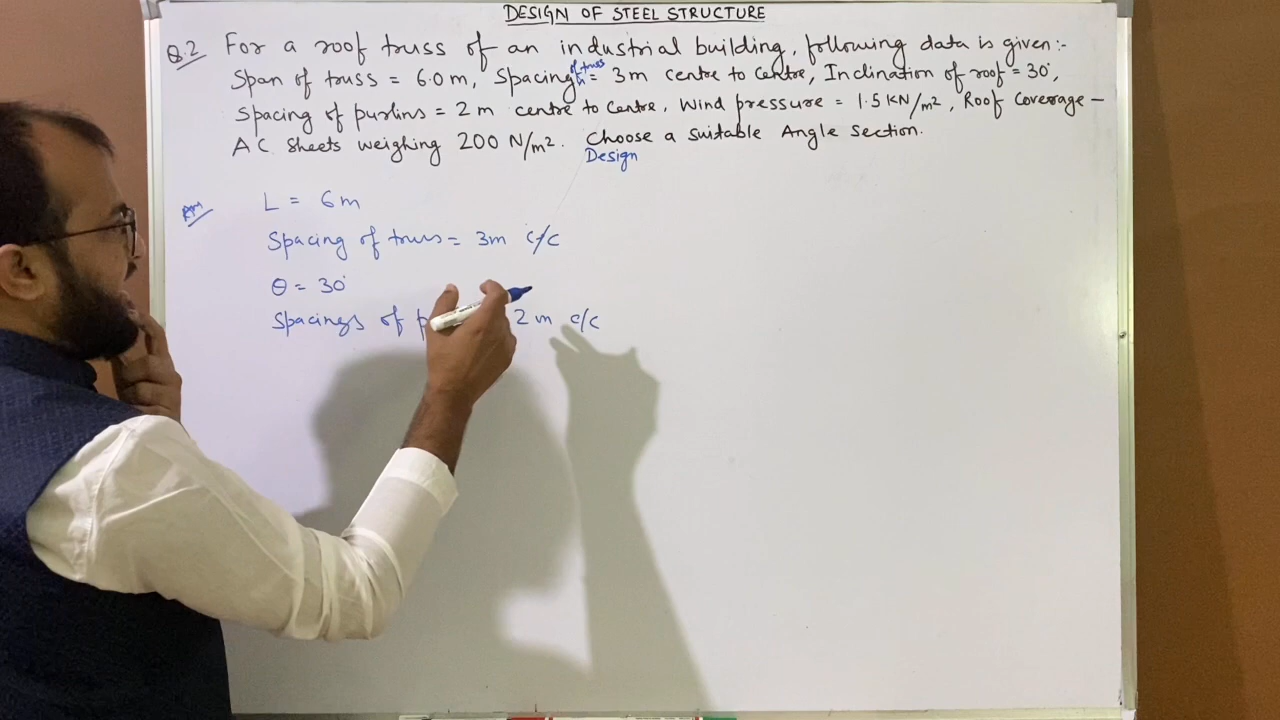 DESIGN OF STEEL STRUCTURE
Q.2 For a roof truss of an industrial building, following data is given:-
Span of truss = 6.0 m, Spacing of truss = 3m centre to centre, Inclination of roof = 30°,
Spacing of purlins = 2 m centre to centre, Wind pressure = 1.5 KN/m², Roof Coverage –
A C Sheets weighing 200 N/m². Choose a suitable Angle section.
Design
Ans L = 6m
Spacing of truss = 3m c/c
θ = 30°
Spacings of 2 m c/c